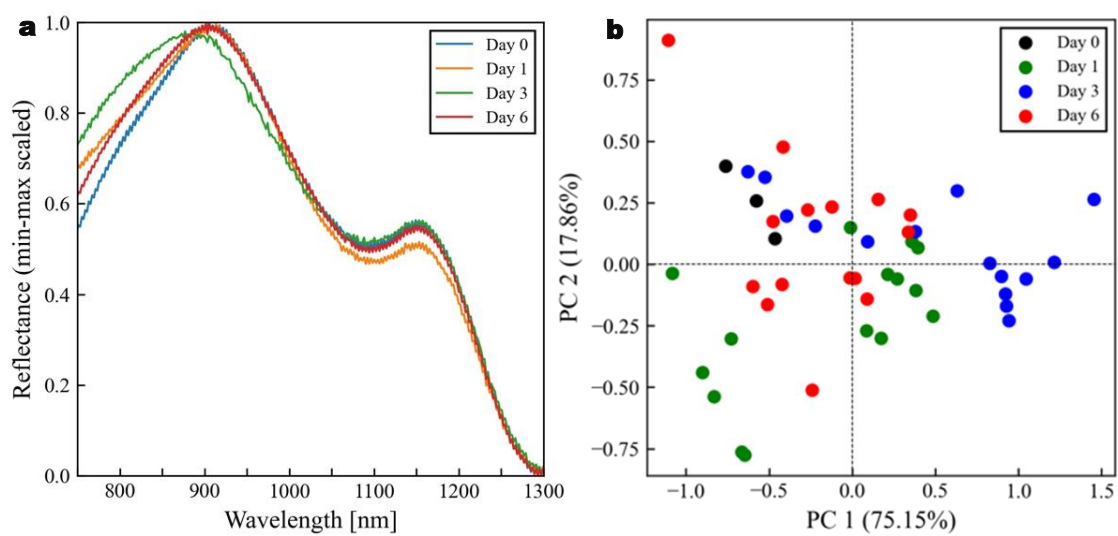 a
Reflectance (min-max scaled)
1.0
0.8
0.6
0.4
0.2
0.0
800 900 1000 1100 1200 1300
Wavelength [nm]
Day 0
Day 1
Day 3
Day 6
b
PC 2 (17.86%)
0.75
0.50
0.25
0.00
−0.25
−0.50
−0.75
−1.0 −0.5 0.0 0.5 1.0 1.5
PC 1 (75.15%)
Day 0
Day 1
Day 3
Day 6